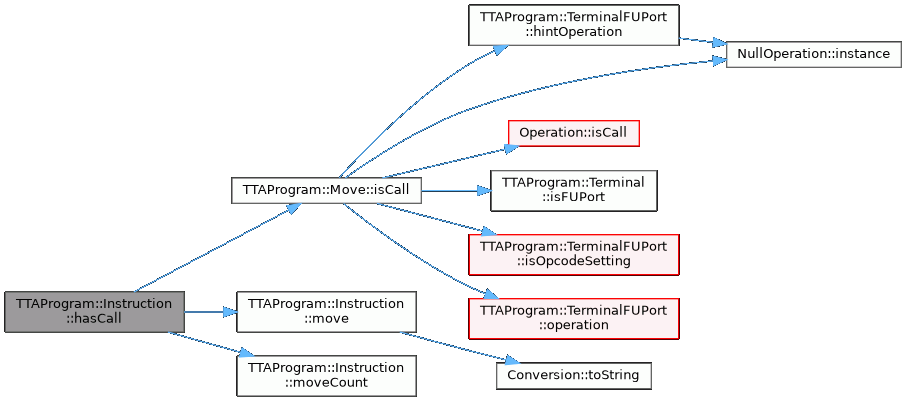 TTAProgram::TerminalFUPort
::hintOperation
NullOperation::instance
Operation::isCall
TTAProgram::Move::isCall
TTAProgram::Terminal
::isFUPort
TTAProgram::TerminalFUPort
::isOpcodeSetting
TTAProgram::Instruction
::hasCall
TTAProgram::Instruction
::move
TTAProgram::TerminalFUPort
::operation
TTAProgram::Instruction
::moveCount
Conversion::toString